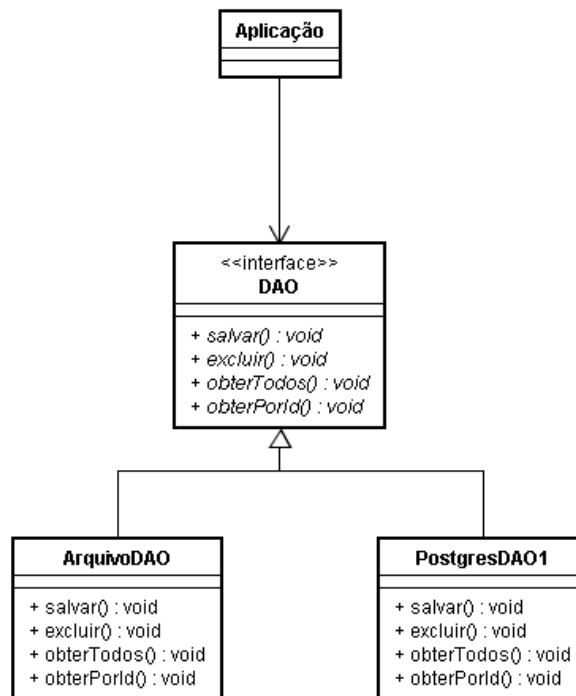 Aplicação
<<interface>>
DAO
+ salvar() : void
+ excluir() : void
+ obterTodos() : void
+ obterPorId() : void
ArquivoDAO
+ salvar() : void
+ excluir() : void
+ obterTodos() : void
+ obterPorId() : void
PostgresDAO1
+ salvar() : void
+ excluir() : void
+ obterTodos() : void
+ obterPorId() : void